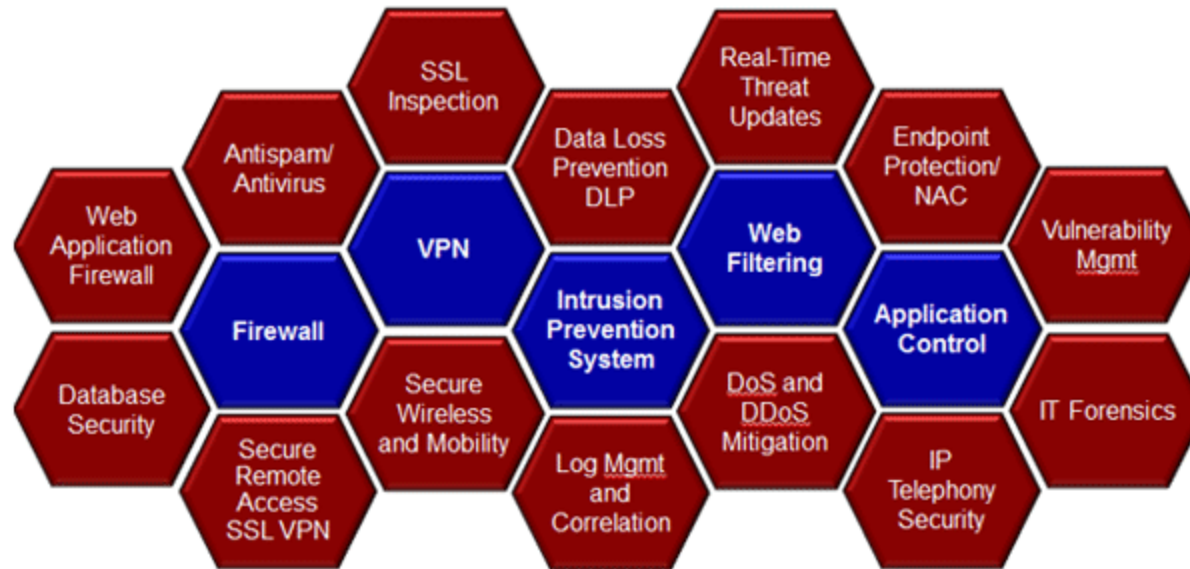 SSL
Inspection
Real-Time
Threat
Updates
Antispam/
Antivirus
Data Loss
Prevention
DLP
Endpoint
Protection/
NAC
Web
Application
Firewall
VPN
Web
Filtering
Vulnerability
Mgmt
Firewall
Intrusion
Prevention
System
Application
Control
Database
Security
Secure
Wireless
and Mobility
DoS and
DDoS
Mitigation
IT Forensics
Secure
Remote
Access
SSL VPN
Log Mgmt
and
Correlation
IP
Telephony
Security